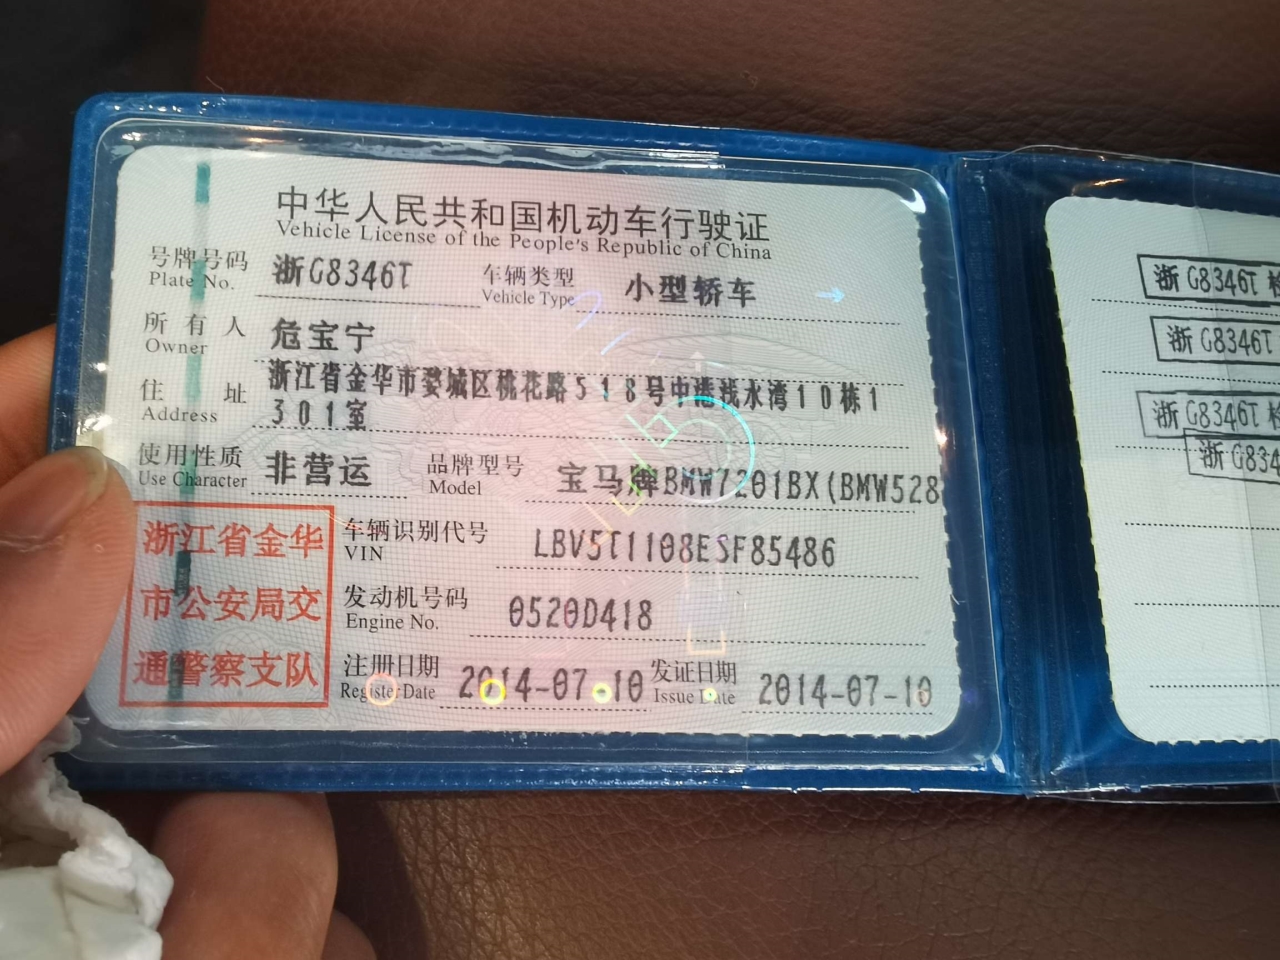 中华人民共和国机动车行驶证
Vehicle License of the People's Republic of China
号牌号码 浙G8346T 车辆类型 小型轿车
Plate No. Vehicle Type
所有人 危宝宁
Owner
住址 浙江省金华市婺城区桃花路518号中港浅水湾10栋1
Address 301室
使用性质 非营运 品牌型号 宝马牌BMW7201BX(BMW528
Use Character Model
浙江省金华
市公安局交
通警察支队
车辆识别代号 LBV5T1108ESF85486
VIN
发动机号码 0520D418
Engine No.
注册日期 2014-07-10 发证日期 2014-07-10
Register Date Issue Date
浙G8346T 检
浙G8346T
浙G8346T 检
浙G834